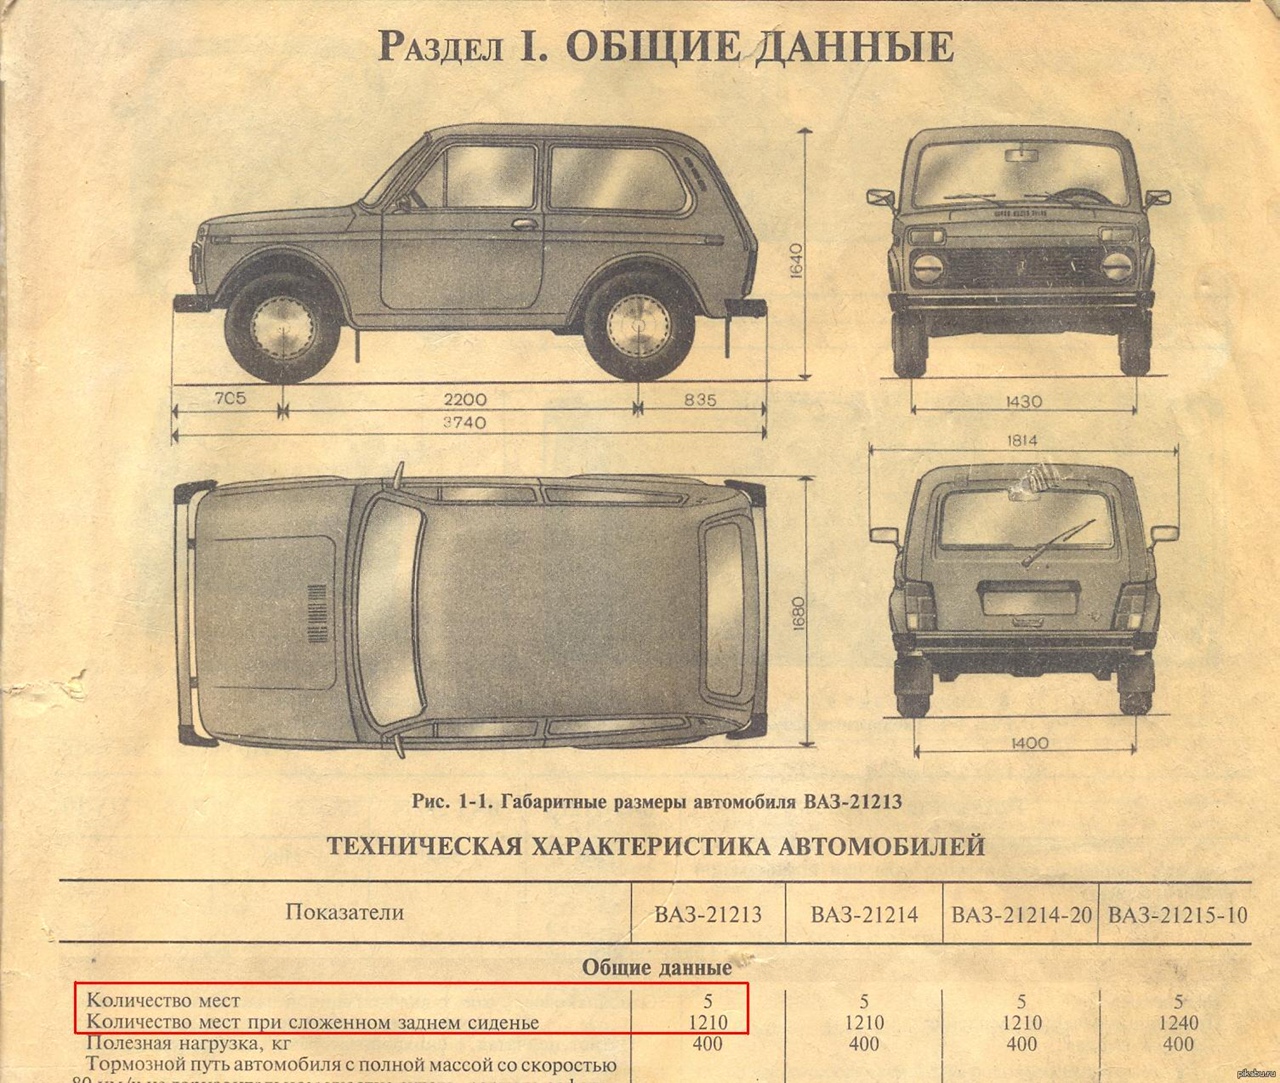 Раздел I. ОБЩИЕ ДАННЫЕ
1640
705
2200
835
3740
1430
1814
1680
1400
Рис. 1-1. Габаритные размеры автомобиля ВАЗ-21213
ТЕХНИЧЕСКАЯ ХАРАКТЕРИСТИКА АВТОМОБИЛЕЙ
Показатели ВАЗ-21213 ВАЗ-21214 ВАЗ-21214-20 ВАЗ-21215-10
Общие данные
Количество мест 5 5 5 5
Количество мест при сложенном заднем сиденье 1210 1210 1210 1240
Полезная нагрузка, кг 400 400 400 400
Тормозной путь автомобиля с полной массой со скоростью
pikabu.ru